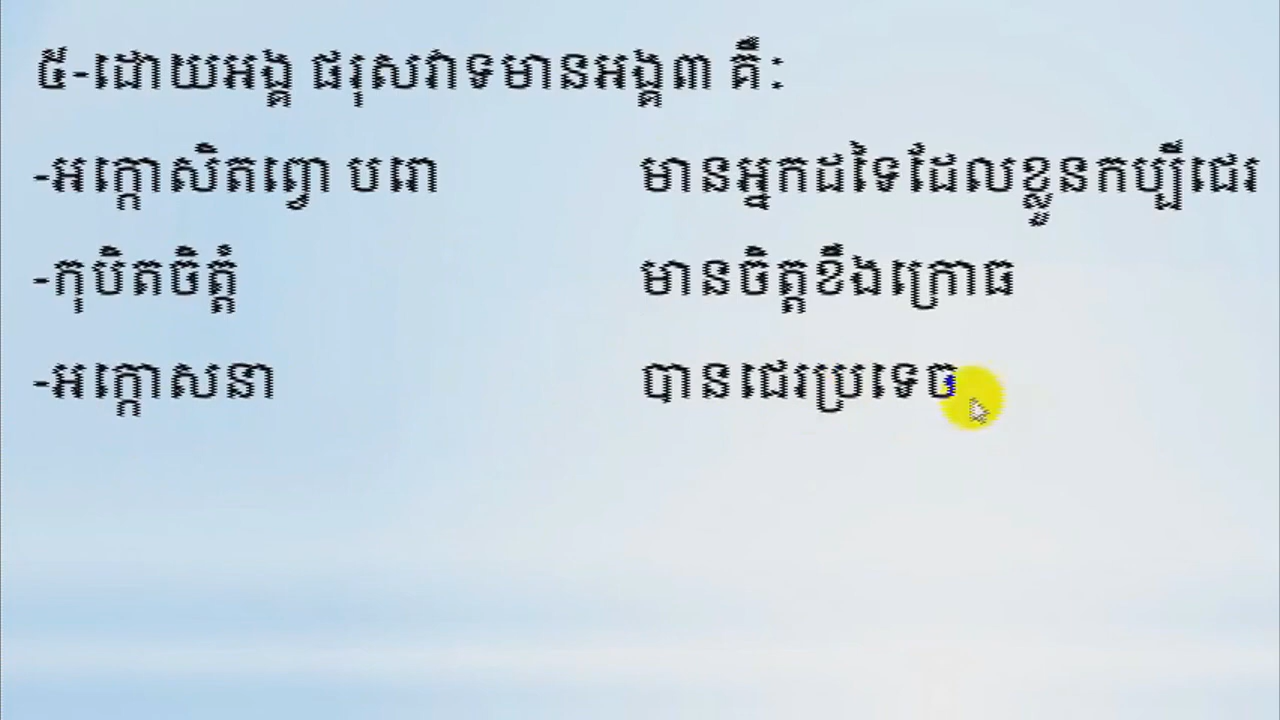 ៥-ដោយអង្គ ផរុសវាទមានអង្គ៣ គឺៈ
-អក្កោសិតព្វោ បរោ មានអ្នកដទៃដែលខ្លួនកប្បីជេរ
-កុបិតចិត្តំ មានចិត្តខឹងក្រោធ
-អក្កោសនា បានជេរប្រទេច